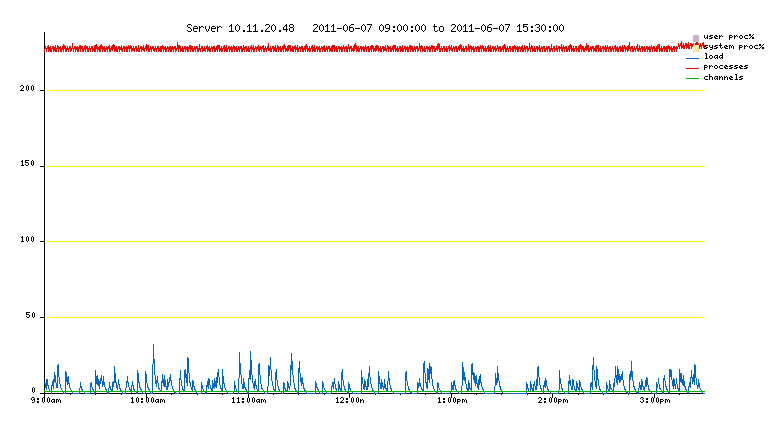 Server 10.11.20.48 2011-06-07 09:00:00 to 2011-06-07 15:30:00
user proc%
system proc%
load
processes
channels
200
150
100
50
0
9:00am 10:00am 11:00am 12:00pm 1:00pm 2:00pm 3:00pm